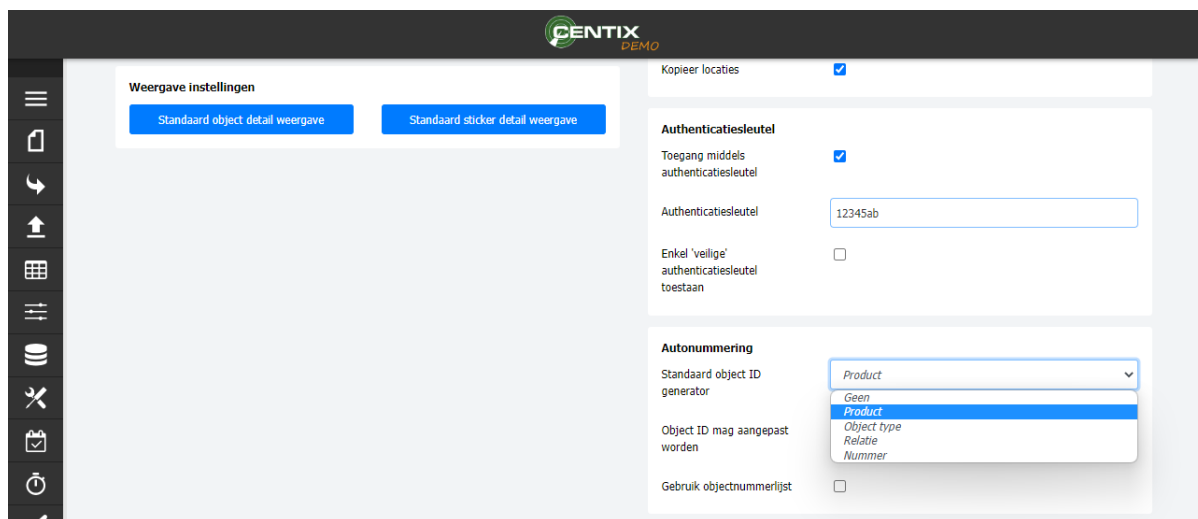 CENTIX
DEMO
Weergave instellingen
Standaard object detail weergave
Standaard sticker detail weergave
Kopieer locaties
Authenticatiesleutel
Toegang middels
authenticatiesleutel
Authenticatiesleutel
12345ab
Enkel 'veilige'
authenticatiesleutel
toestaan
Autonummering
Standaard object ID
generator
Product
Geen
Product
Object type
Relatie
Nummer
Object ID mag aangepast
worden
Gebruik objectnummerlijst